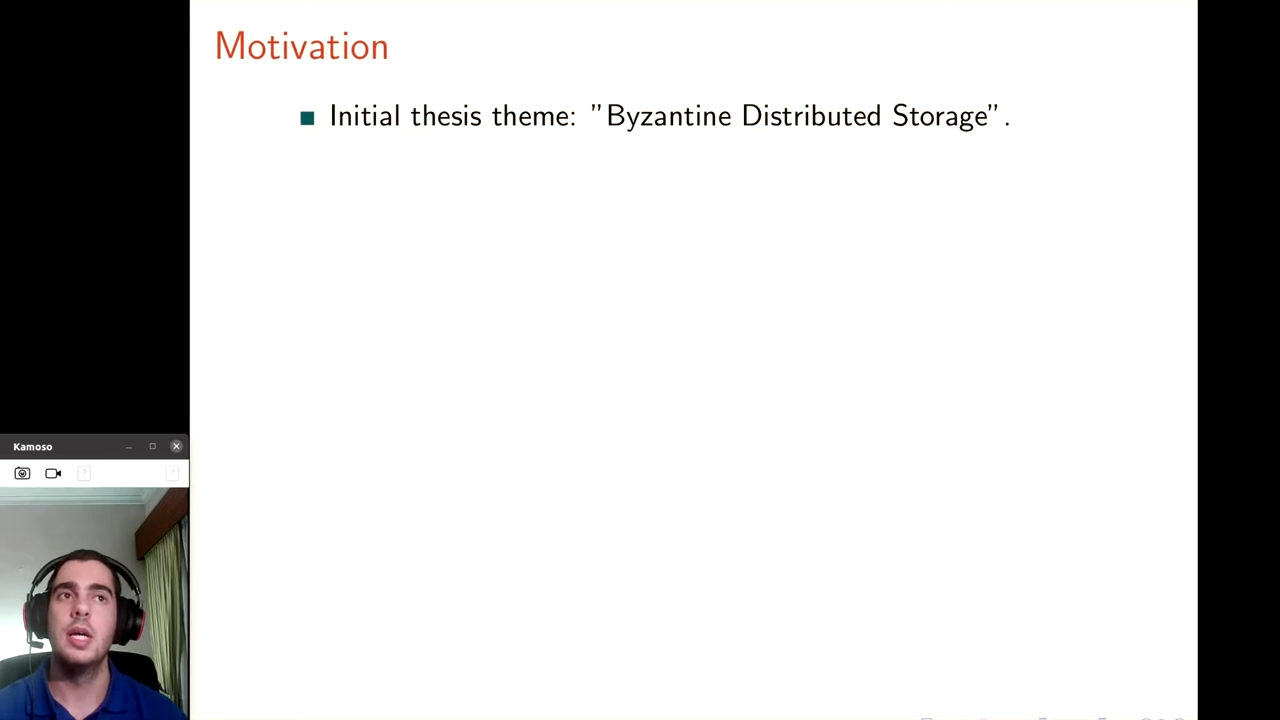 Motivation
Initial thesis theme: ”Byzantine Distributed Storage”.
Kamoso